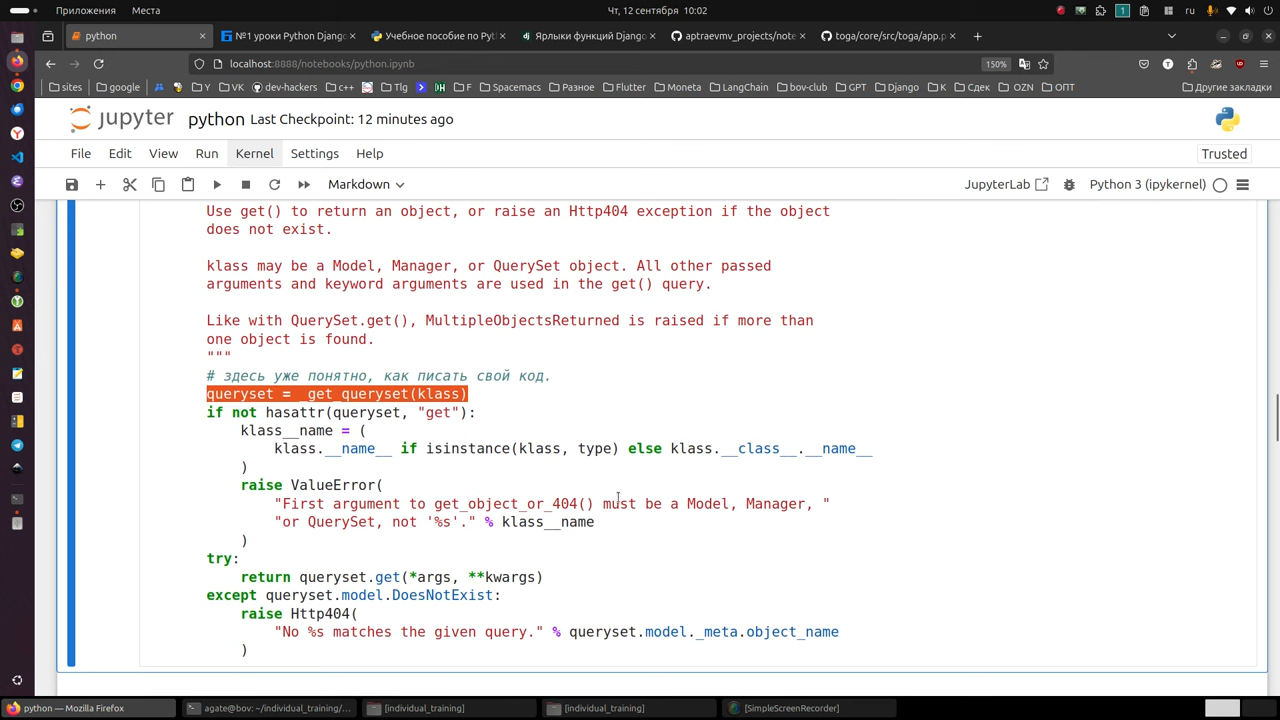 Приложения Места Чт, 12 сентября 10:02 1 ru
python №1 уроки Python Django Учебное пособие по Pyt Ярлыки функций Django aptraevmv_projects/note toga/core/src/toga/app.p
localhost:8888/notebooks/python.ipynb 150%
sites google Y VK dev-hackers c++ Tlg F Spacemacs Разное Flutter Moneta LangChain bov-club GPT Django K Сдек OZN ОПТ Другие закладки
jupyter python Last Checkpoint: 12 minutes ago
File Edit View Run Kernel Settings Help Trusted
Markdown JupyterLab Python 3 (ipykernel)
Use get() to return an object, or raise an Http404 exception if the object
does not exist.
klass may be a Model, Manager, or QuerySet object. All other passed
arguments and keyword arguments are used in the get() query.
Like with QuerySet.get(), MultipleObjectsReturned is raised if more than
one object is found.
"""
# здесь уже понятно, как писать свой код.
queryset = _get_queryset(klass)
if not hasattr(queryset, "get"):
klass__name = (
klass.__name__ if isinstance(klass, type) else klass.__class__.__name__
)
raise ValueError(
"First argument to get_object_or_404() must be a Model, Manager, "
"or QuerySet, not '%s'." % klass__name
)
try:
return queryset.get(*args, **kwargs)
except queryset.model.DoesNotExist:
raise Http404(
"No %s matches the given query." % queryset.model._meta.object_name
)
python — Mozilla Firefox agate@bov: ~/individual_training/... [individual_training] [individual_training] [SimpleScreenRecorder]